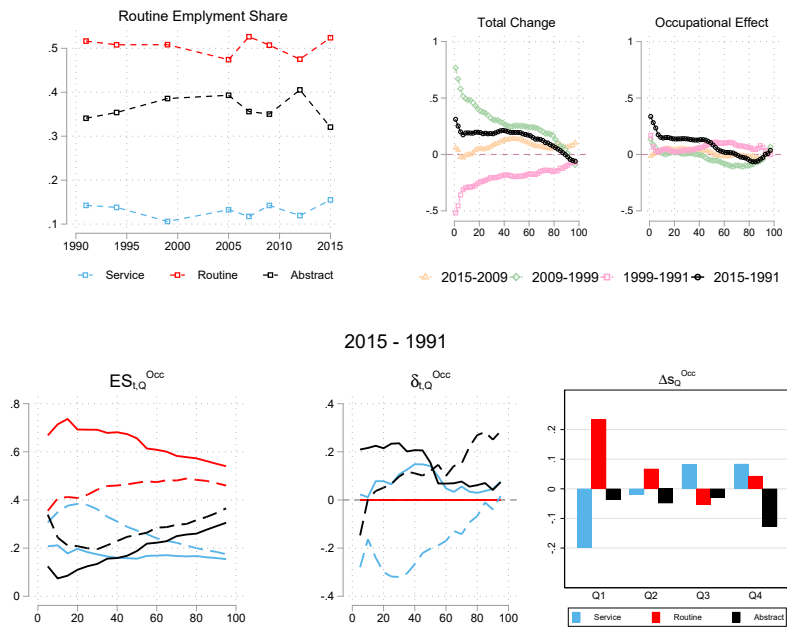 Routine Emplyment Share
.5
.4
.3
.2
.1
1990 1995 2000 2005 2010 2015
Service Routine Abstract
Total Change
1
.5
0
-.5
0 20 40 60 80 100
Occupational Effect
1
.5
0
-.5
0 20 40 60 80 100
2015-2009 2009-1999 1999-1991 2015-1991
2015 - 1991
ES t,Q Occ
.8
.6
.4
.2
0
0 20 40 60 80 100
δ t,Q Occ
.4
.2
0
-.2
-.4
0 20 40 60 80 100
Δs Q Occ
.2
.1
0
-.1
-.2
Q1 Q2 Q3 Q4
Service Routine Abstract